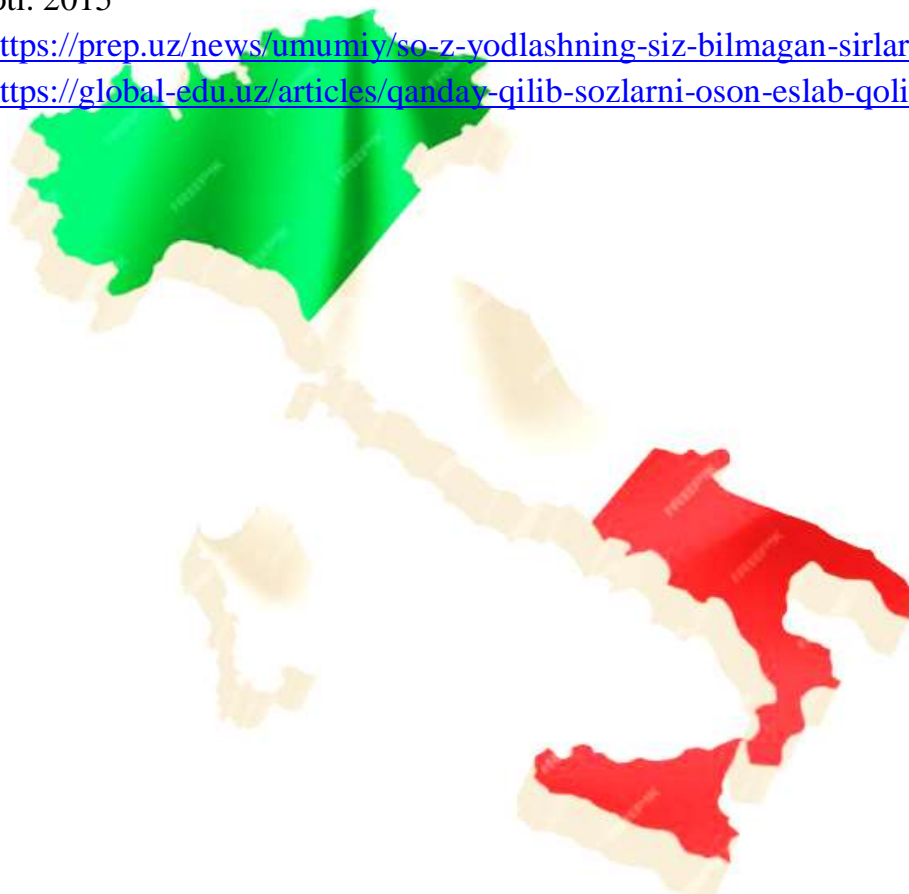 2015
ttps://prep.uz/news/umumiy/so-z-yodlashning-siz-bilmagan-sirlar
ttps://global-edu.uz/articles/qanday-qilib-sozlarni-oson-eslab-qoli
FREEPIK